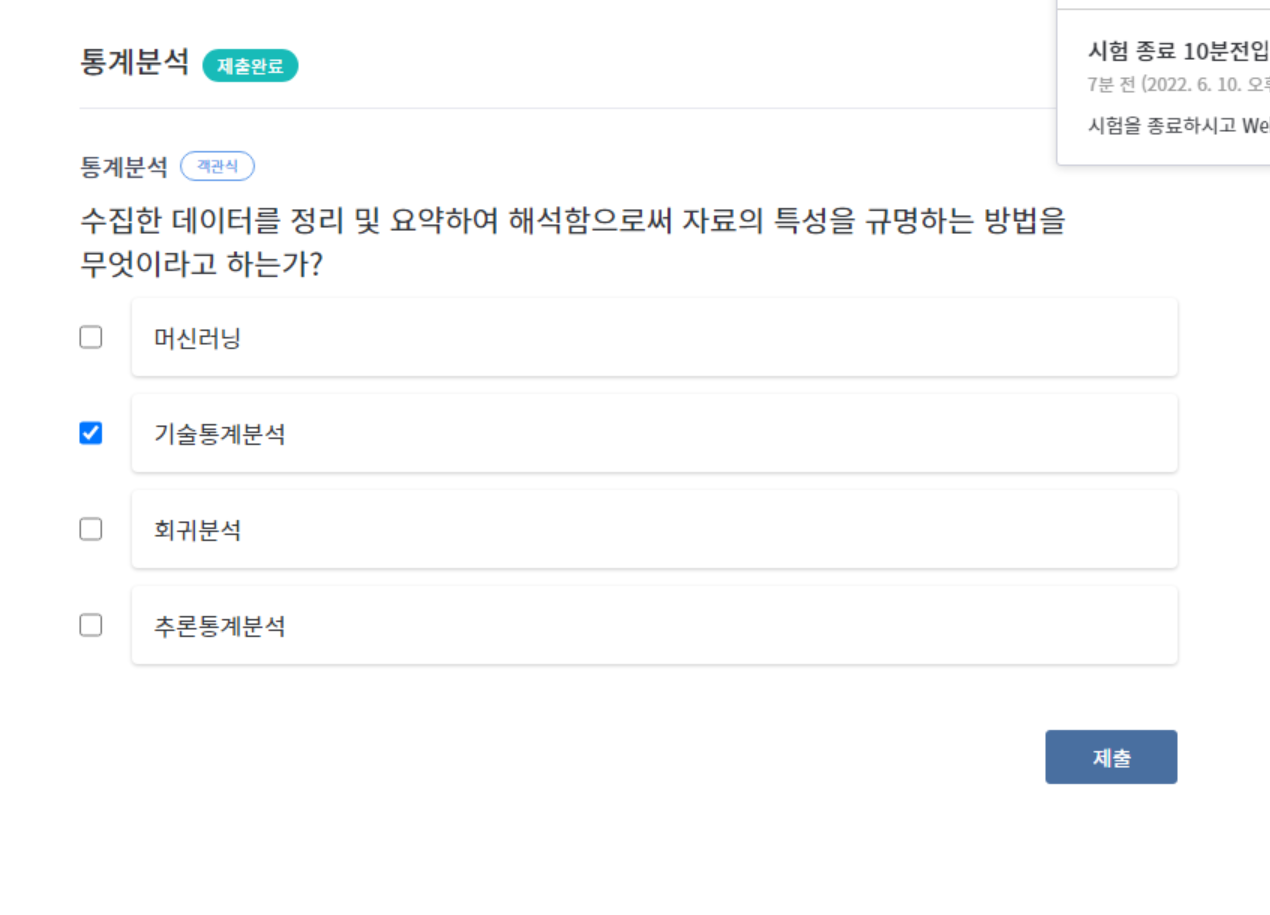 통계분석 제출완료
시험 종료 10분전입
7분 전 (2022. 6. 10.
시험을 종료하시고
통계분석 객관식
수집한 데이터를 정리 및 요약하여 해석함으로써 자료의 특성을 규명하는 방법을
무엇이라고 하는가?
머신러닝
기술통계분석
회귀분석
추론통계분석
제출